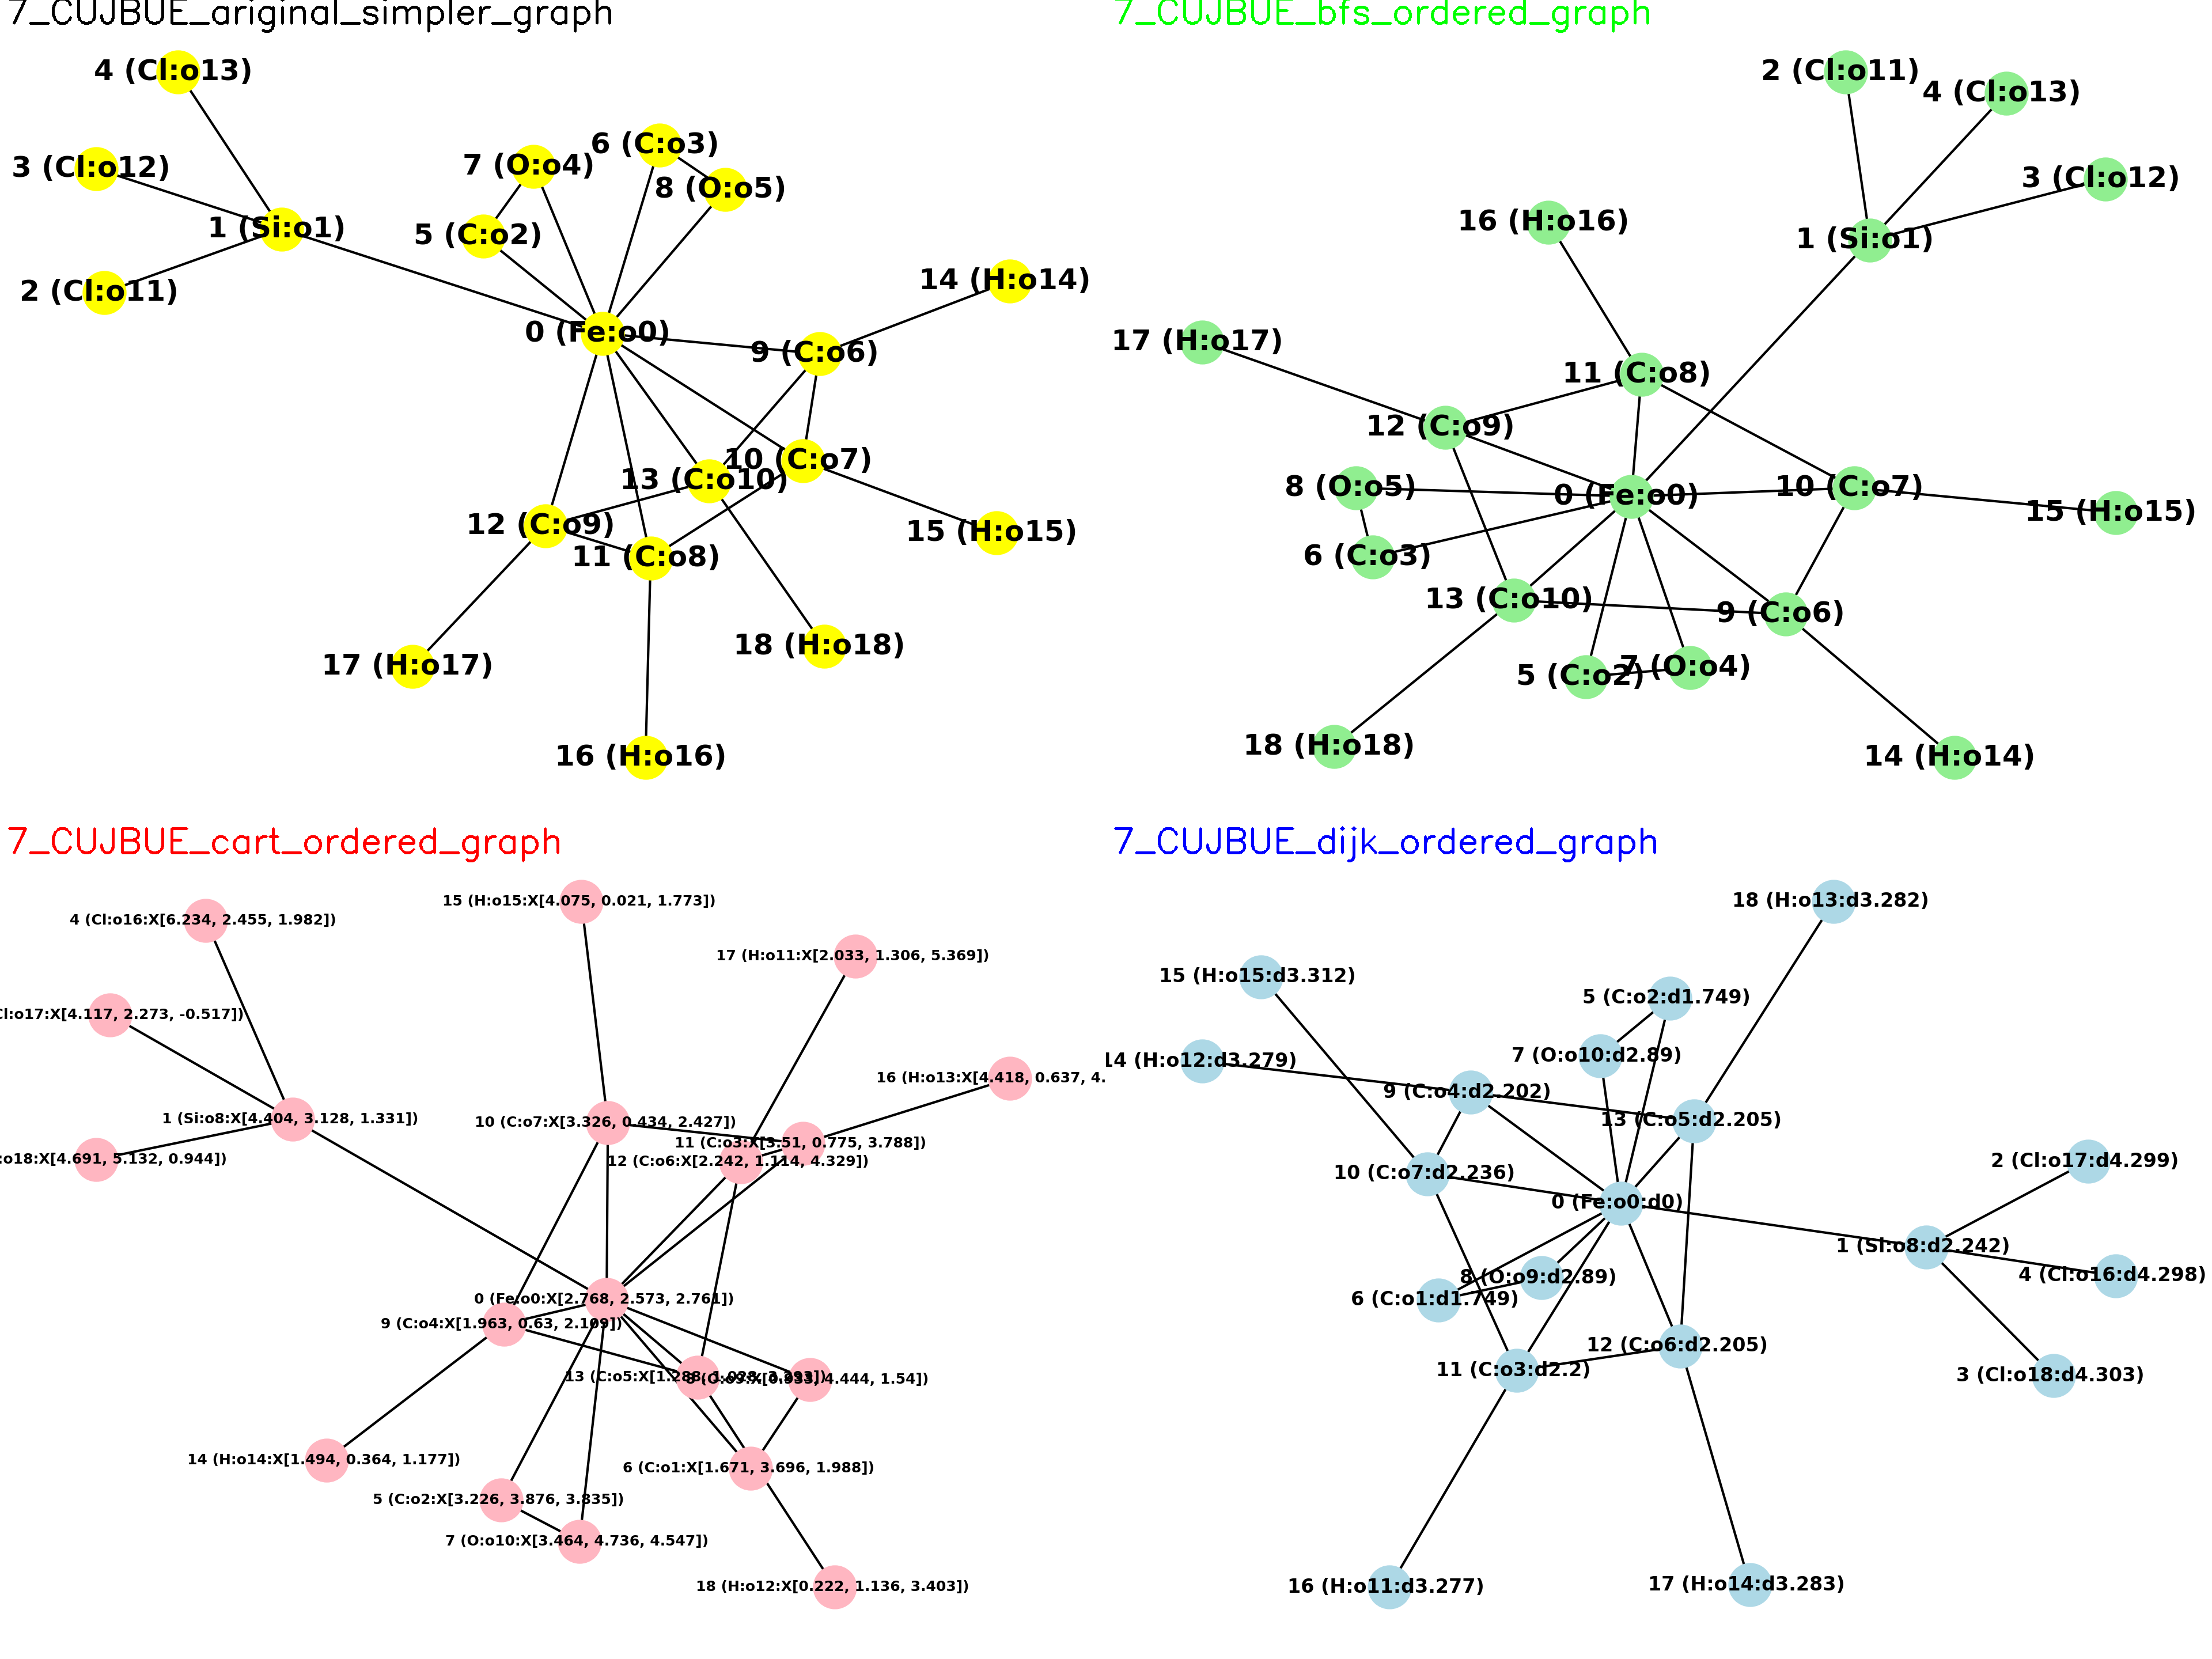 7_CUJBUE_ariginal_simpler_graph
4 (Cl:o13)
6 (C:o3)
7 (O:o4)
3 (Cl:o12)
8 (O:o5)
1 (Si:o1)
5 (C:o2)
14 (H:o14)
2 (Cl:o11)
0 (Fe:o0)
9 (C:o6)
10 (C:o7)
13 (C:o10)
12 (C:o9)
15 (H:o15)
11 (C:o8)
18 (H:o18)
17 (H:o17)
16 (H:o16)
7_CUJBUE_bfs_ordered_graph
2 (Cl:o11)
4 (Cl:o13)
3 (Cl:o12)
16 (H:o16)
1 (Si:o1)
17 (H:o17)
11 (C:o8)
12 (C:o9)
8 (O:o5)
0 (Fe:o0)
10 (C:o7)
15 (H:o15)
6 (C:o3)
13 (C:o10)
9 (C:o6)
5 (C:o2)
7 (O:o4)
18 (H:o18)
14 (H:o14)
7_CUJBUE_cart_ordered_graph
15 (H:o15:X[4.075, 0.021, 1.773])
4 (Cl:o16:X[6.234, 2.455, 1.982])
17 (H:o11:X[2.033, 1.306, 5.369])
Cl:o17:X[4.117, 2.273, -0.517])
16 (H:o13:X[4.418, 0.637, 4.
1 (Si:o8:X[4.404, 3.128, 1.331])
10 (C:o7:X[3.326, 0.434, 2.427])
11 (C:o3:X[3.51, 0.775, 3.788])
:o18:X[4.691, 5.132, 0.944])
12 (C:o6:X[2.242, 1.114, 4.329])
0 (Fe:o0:X[2.768, 2.573, 2.761])
9 (C:o4:X[1.963, 0.63, 2.109])
13 (C:o5:X[1.288,
4.444, 1.54])
14 (H:o14:X[1.494, 0.364, 1.177])
6 (C:o1:X[1.671, 3.696, 1.988])
5 (C:o2:X[3.226, 3.876, 3.835])
7 (O:o10:X[3.464, 4.736, 4.547])
18 (H:o12:X[0.222, 1.136, 3.403])
7_CUJBUE_dijk_ordered_graph
18 (H:o13:d3.282)
15 (H:o15:d3.312)
5 (C:o2:d1.749)
7 (O:o10:d2.89)
14 (H:o12:d3.279)
9 (C:o4:d2.202)
13 (C:o5:d2.205)
10 (C:o7:d2.236)
2 (Cl:o17:d4.299)
0 (Fe:o0:d0)
1 (Si:o8:d2.242)
8 (O:o9:d2.89)
4 (Cl:o16:d4.298)
6 (C:o1:d1.749)
12 (C:o6:d2.205)
11 (C:o3:d2.2)
3 (Cl:o18:d4.303)
16 (H:o11:d3.277)
17 (H:o14:d3.283)